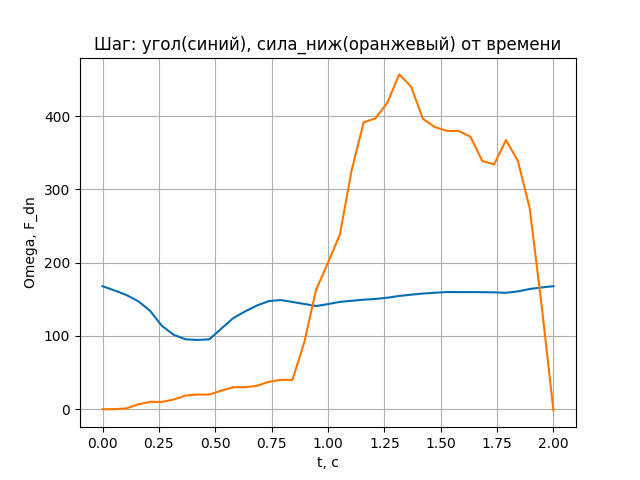 Шаг: угол(синий), сила_ниж(оранжевый) от времени
400
300
200
100
0
Omega, F_dn
0.00 0.25 0.50 0.75 1.00 1.25 1.50 1.75 2.00
t, c